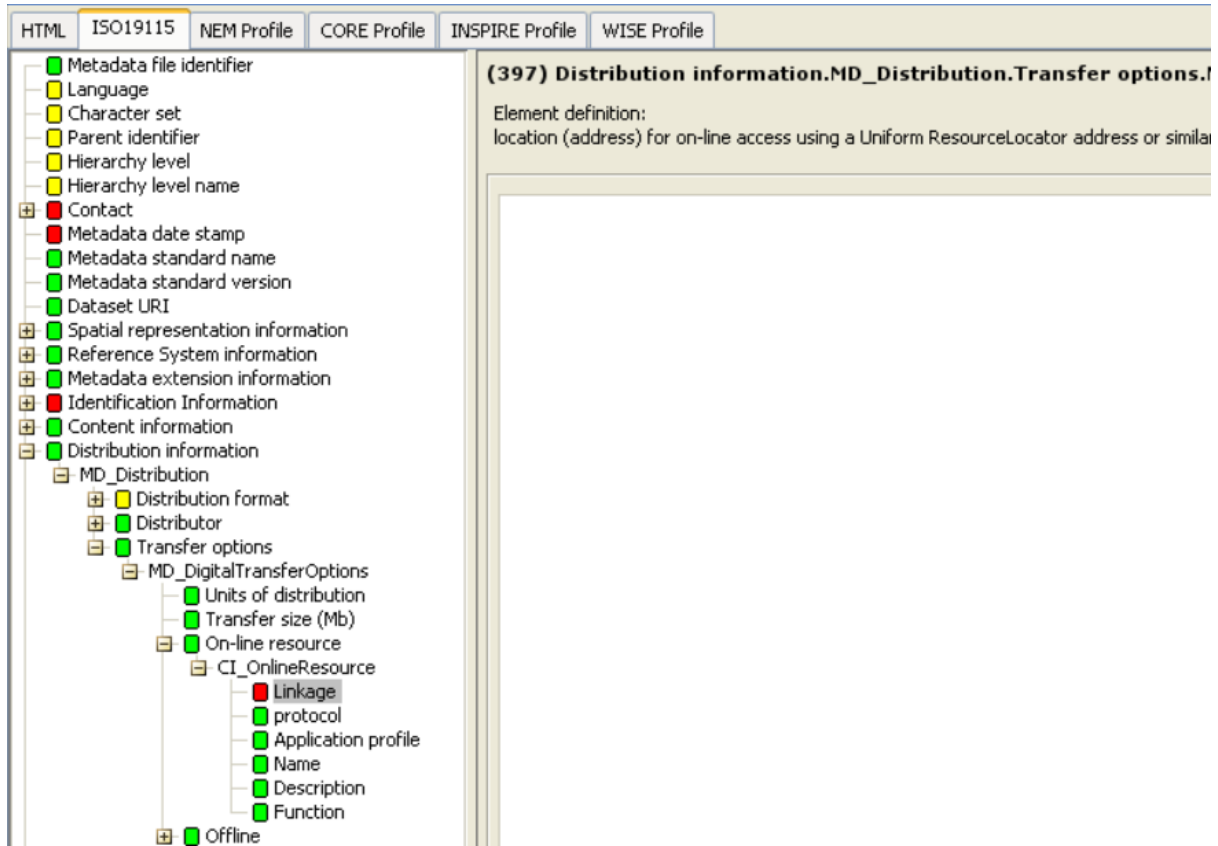 HTML ISO19115 NEM Profile CORE Profile INSPIRE Profile WISE Profile
Metadata file identifier
Language
Character set
Parent identifier
Hierarchy level
Hierarchy level name
Contact
Metadata date stamp
Metadata standard name
Metadata standard version
Dataset URI
Spatial representation information
Reference System information
Metadata extension information
Identification Information
Content information
Distribution information
MD_Distribution
Distribution format
Distributor
Transfer options
MD_DigitalTransferOptions
Units of distribution
Transfer size (Mb)
On-line resource
CI_OnlineResource
Linkage
protocol
Application profile
Name
Description
Function
Offline
(397) Distribution information.MD_Distribution.Transfer options.
Element definition:
location (address) for on-line access using a Uniform ResourceLocator address or similar